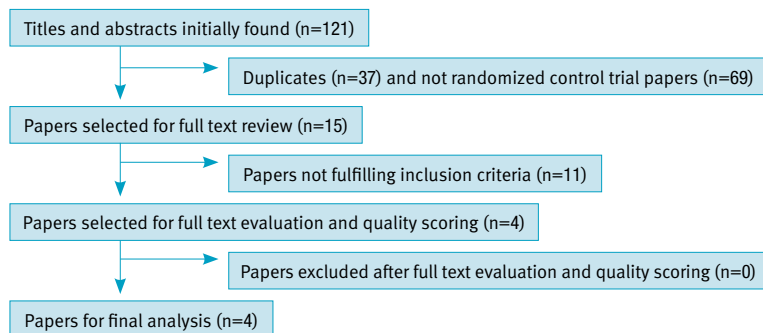 Titles and abstracts initially found (n=121)
Duplicates (n=37) and not randomized control trial papers (n=69)
Papers selected for full text review (n=15)
Papers not fulfilling inclusion criteria (n=11)
Papers selected for full text evaluation and quality scoring (n=4)
Papers excluded after full text evaluation and quality scoring (n=0)
Papers for final analysis (n=4)